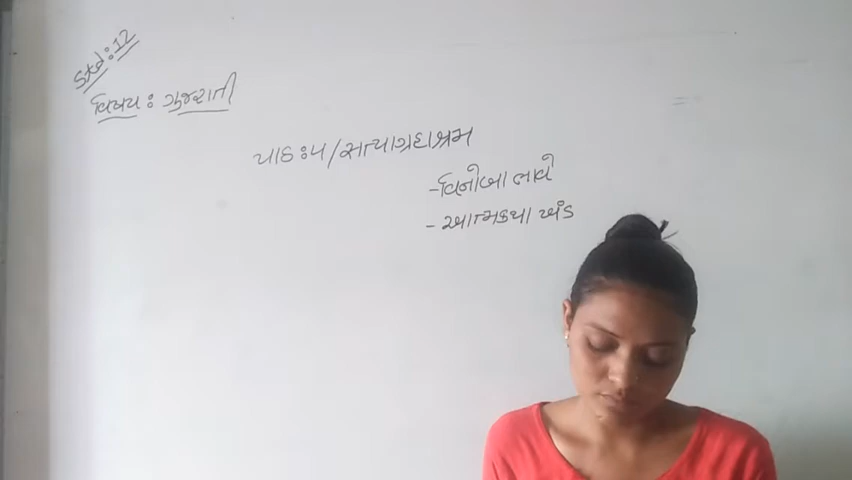 Std : 12
વિષય : ગુજરાતી
પાઠ : ૫ / સત્યાગ્રહાશ્રમ
- વિનોબા ભાવે
- આત્મકથા ખંડ